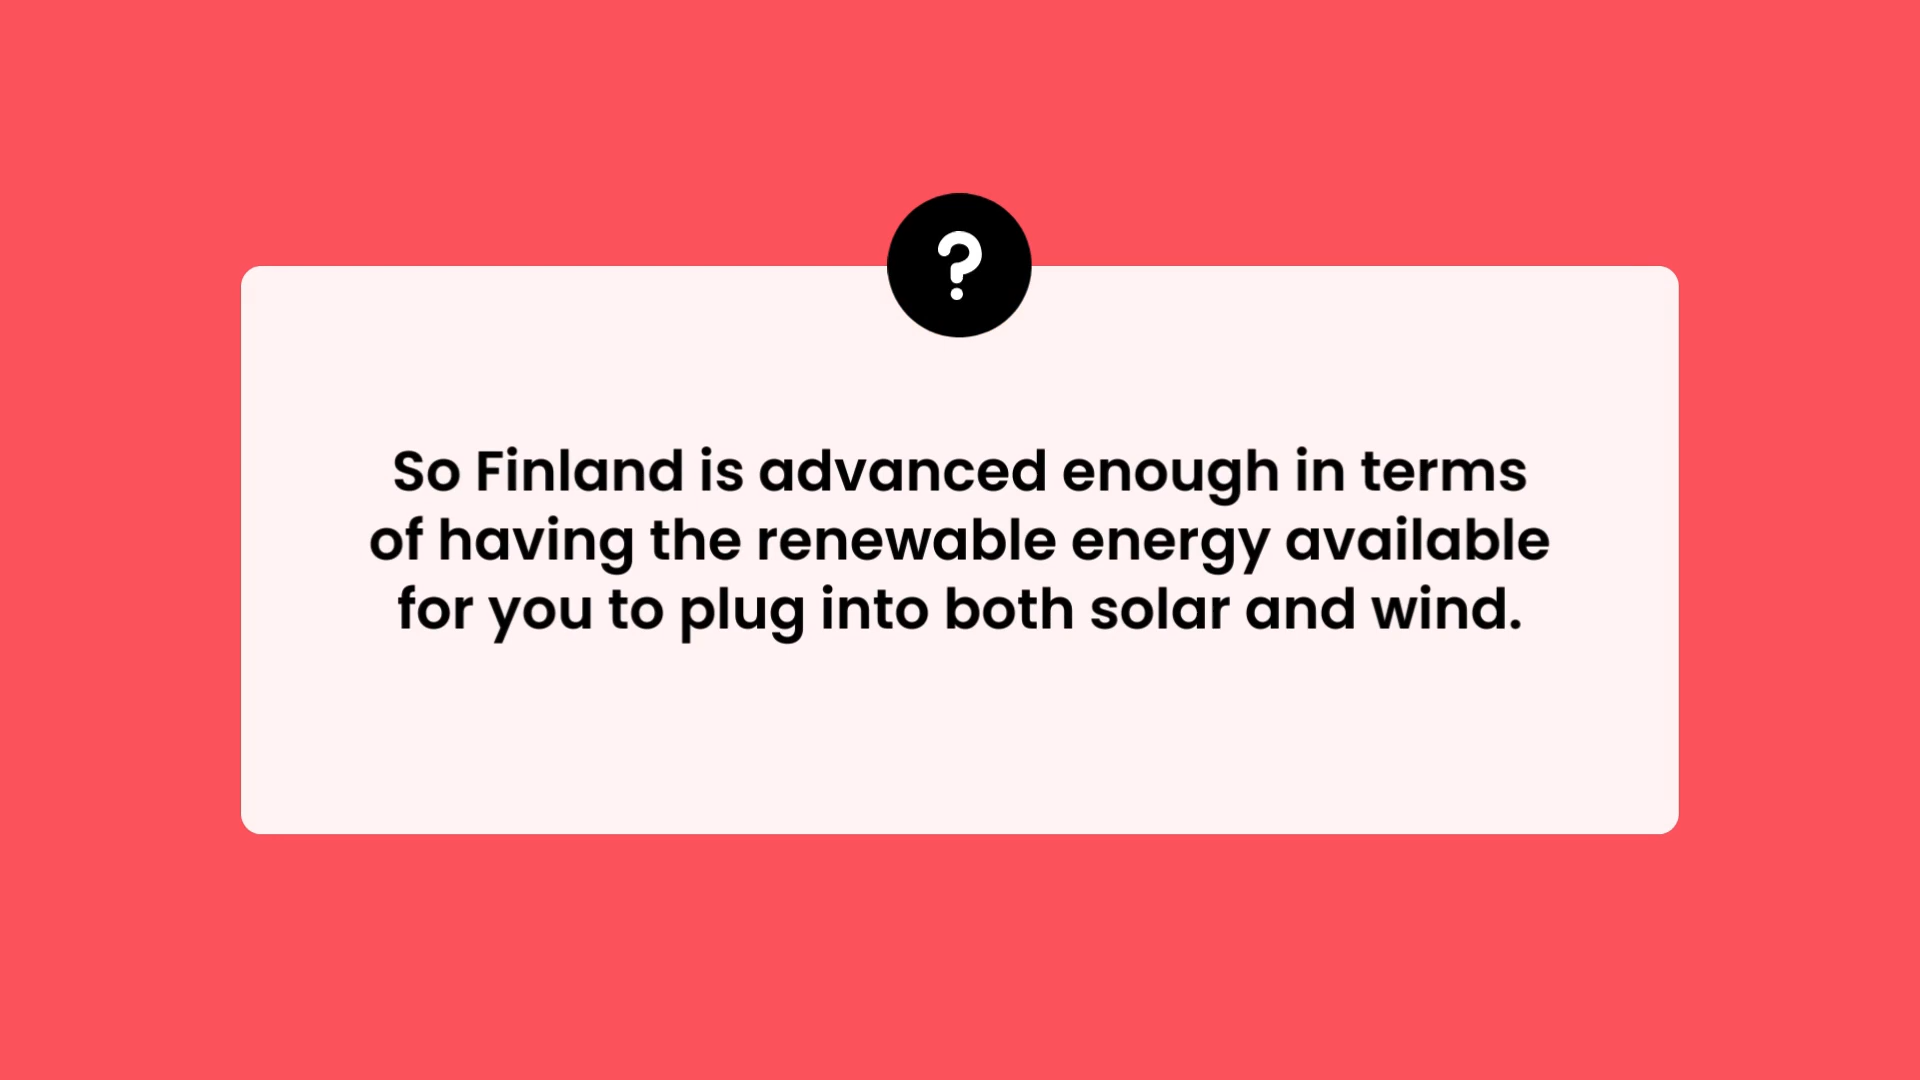 ?
So Finland is advanced enough in terms
of having the renewable energy available
for you to plug into both solar and wind.